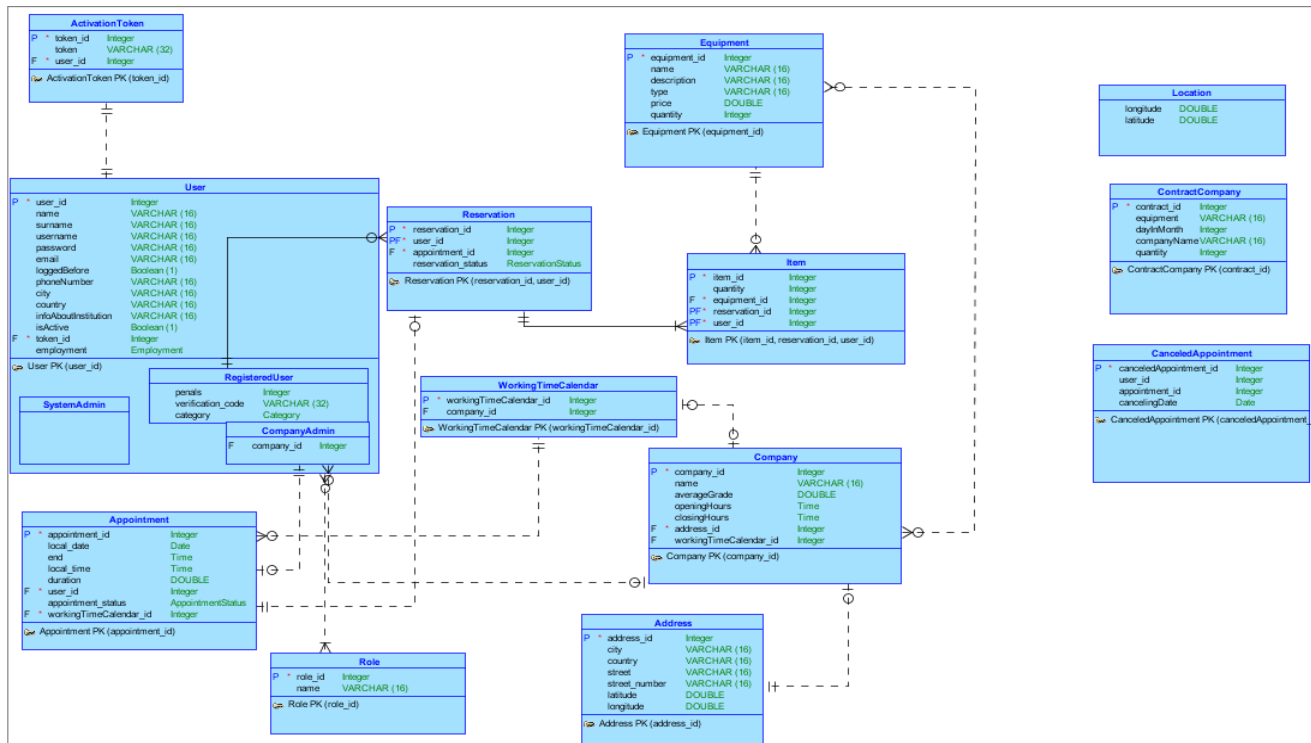 ActivationToken
P * token_id Integer
token VARCHAR (32)
F * user_id Integer
ActivationToken PK (token_id)
User
P * user_id Integer
name VARCHAR (16)
surname VARCHAR (16)
username VARCHAR (16)
password VARCHAR (16)
email VARCHAR (16)
loggedBefore Boolean (1)
phoneNumber VARCHAR (16)
city VARCHAR (16)
country VARCHAR (16)
infoAboutInstitution VARCHAR (16)
isActive Boolean (1)
F * token_id Integer
employment Employment
User PK (user_id)
RegisteredUser
penals Integer
verification_code VARCHAR (32)
category Category
SystemAdmin
CompanyAdmin
F company_id Integer
Reservation
P * reservation_id Integer
PF * user_id Integer
F * appointment_id Integer
reservation_status ReservationStatus
Reservation PK (reservation_id, user_id)
Equipment
P * equipment_id Integer
name VARCHAR (16)
description VARCHAR (16)
type VARCHAR (16)
price DOUBLE
quantity Integer
Equipment PK (equipment_id)
Item
P * item_id Integer
quantity Integer
F * equipment_id Integer
PF * reservation_id Integer
PF * user_id Integer
Item PK (item_id, reservation_id, user_id)
Location
longitude DOUBLE
latitude DOUBLE
ContractCompany
P * contract_id Integer
equipment VARCHAR (16)
dayInMonth Integer
companyName VARCHAR (16)
quantity Integer
ContractCompany PK (contract_id)
CanceledAppointment
P * canceledAppointment_id Integer
user_id Integer
appointment_id Integer
cancelingDate Date
CanceledAppointment PK (canceledAppointment_
WorkingTimeCalendar
P * workingTimeCalendar_id Integer
F * company_id Integer
WorkingTimeCalendar PK (workingTimeCalendar_id)
Company
P * company_id Integer
name VARCHAR (16)
averageGrade DOUBLE
openingHours Time
closingHours Time
F * address_id Integer
F workingTimeCalendar_id Integer
Company PK (company_id)
Appointment
P * appointment_id Integer
local_date Date
end Time
local_time Time
duration DOUBLE
F * user_id Integer
appointment_status AppointmentStatus
F * workingTimeCalendar_id Integer
Appointment PK (appointment_id)
Role
P * role_id Integer
name VARCHAR (16)
Role PK (role_id)
Address
P * address_id Integer
city VARCHAR (16)
country VARCHAR (16)
street VARCHAR (16)
street_number VARCHAR (16)
latitude DOUBLE
longitude DOUBLE
Address PK (address_id)